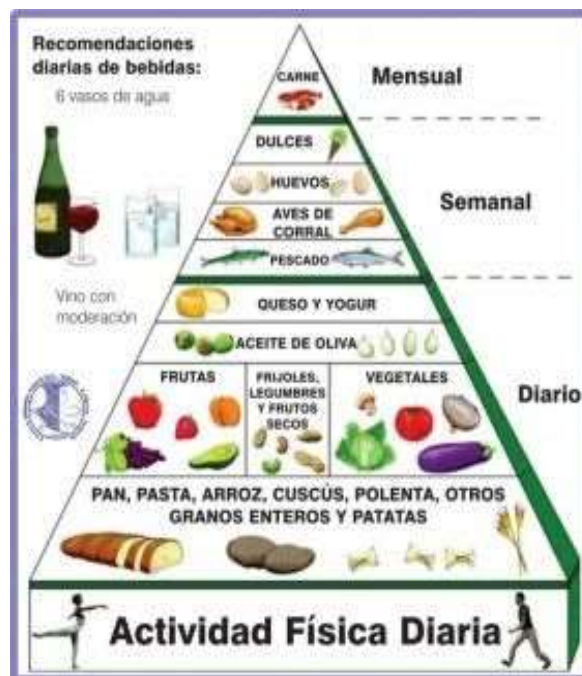 Recomendaciones
diarias de bebidas:
6 vasos de agua
CARNE
Mensual
DULCES
HUEVOS
AVES DE
CORRAL
PESCADO
Semanal
Vino con
moderación
QUESO Y YOGUR
ACEITE DE OLIVA
FRUTAS
FRIJOLES,
LEGUMBRES
Y FRUTOS
SECOS
VEGETALES
Diario
PAN, PASTA, ARROZ, CUSCÚS, POLENTA, OTROS
GRANOS ENTEROS Y PATATAS
Actividad Física Diaria